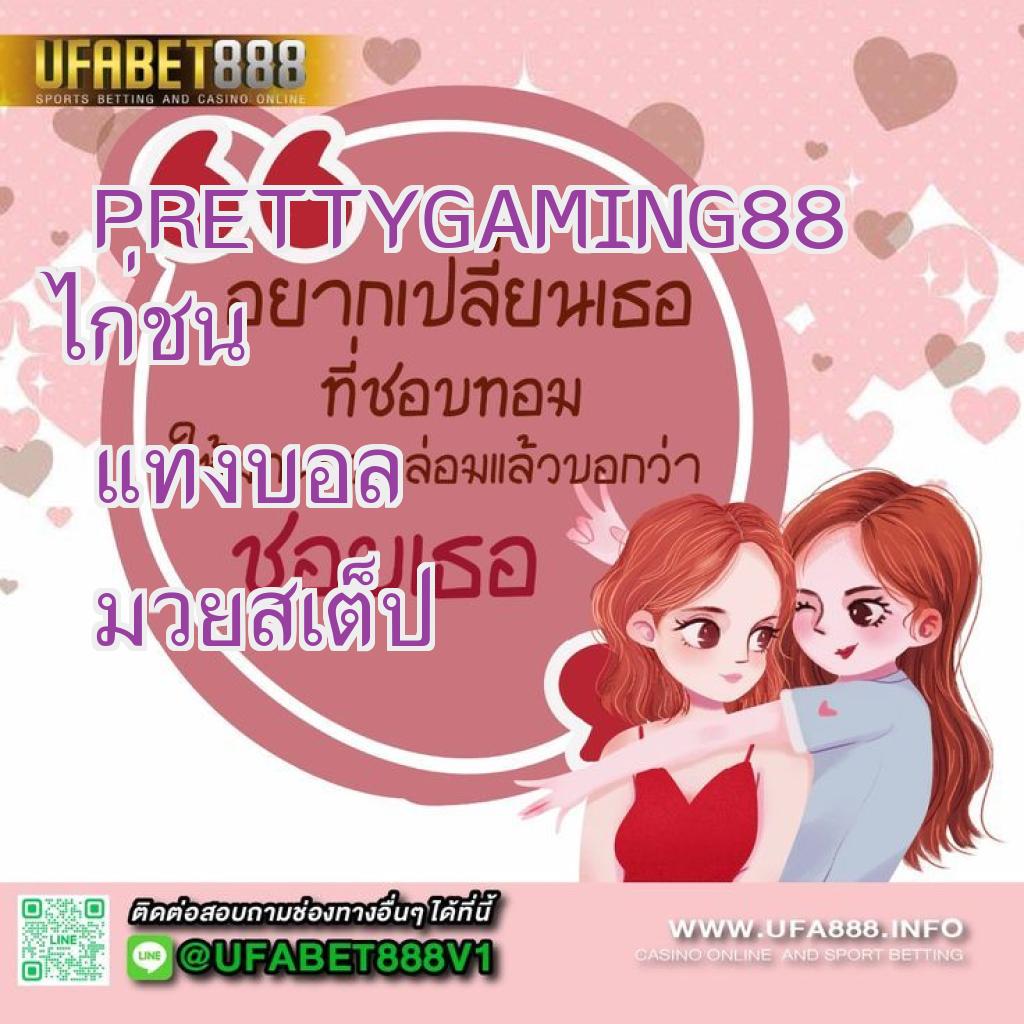 UFABET888
SPORTS BETTING AND CASINO ONLINE
PRETTYGAMING88
อยากเปลี่ยนเธอ
ไก่ชน
ที่ชอบทอม
ล่อมแล้วบอกว่า
แทงบอล
ชอบเธอ
มวยสเต็ป
LINE
ติดต่อสอบถามช่องทางอื่นๆ ได้ที่นี้
LINE @UFABET888V1
WWW.UFA888.INFO
CASINO ONLINE AND SPORT BETTING